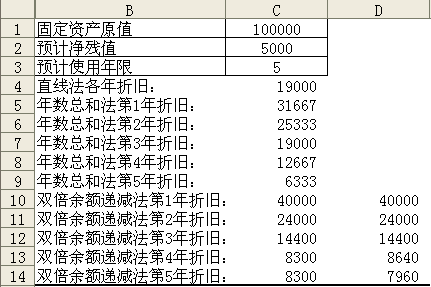 B C D
1 固定资产原值 100000
2 预计净残值 5000
3 预计使用年限 5
4 直线法各年折旧: 19000
5 年数总和法第1年折旧: 31667
6 年数总和法第2年折旧: 25333
7 年数总和法第3年折旧: 19000
8 年数总和法第4年折旧: 12667
9 年数总和法第5年折旧: 6333
10 双倍余额递减法第1年折旧: 40000 40000
11 双倍余额递减法第2年折旧: 24000 24000
12 双倍余额递减法第3年折旧: 14400 14400
13 双倍余额递减法第4年折旧: 8300 8640
14 双倍余额递减法第5年折旧: 8300 7960